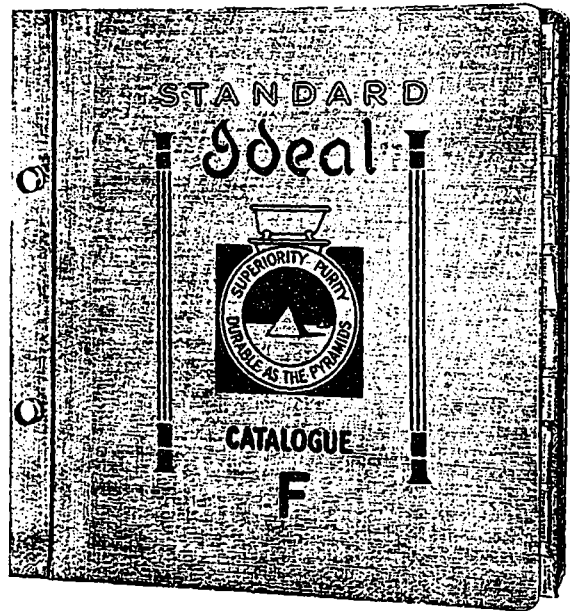 STANDARD
Ideal
SUPERIORITY - PURITY
DURABLE AS THE PYRAMIDS
CATALOGUE
F